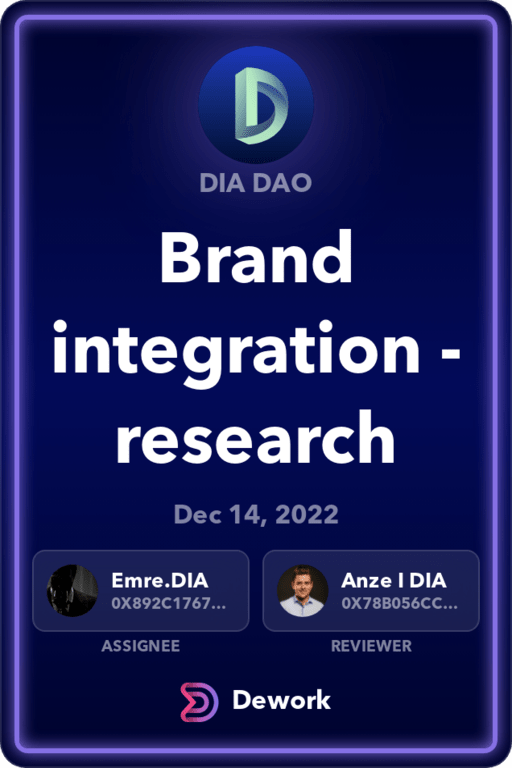 DIA DAO
Brand
integration -
research
Dec 14, 2022
Emre.DIA
0X892C1767...
ASSIGNEE
Anze I DIA
0X78B056CC...
REVIEWER
Dework